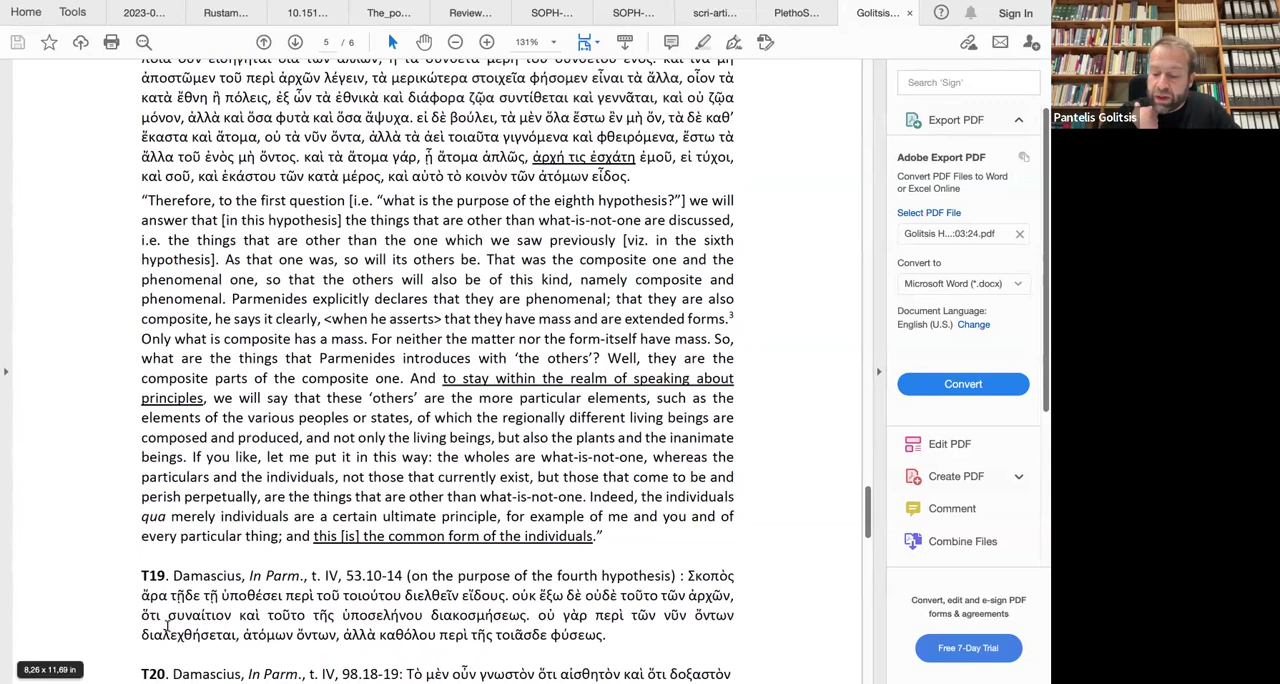 Home Tools 2023-0... Rustam... 10.151... The_po... Review... SOPH-... SOPH-... scri-artic... PlethoS... Golitsis... × Sign In
5 / 6 131%
ἀποστῶμεν τοῦ περὶ ἀρχῶν λέγειν, τὰ μερικώτερα στοιχεῖα φήσομεν εἶναι τὰ ἄλλα, οἷον τὰ
κατὰ ἔθνη ἢ πόλεις, ἐξ ὧν τὰ ἐθνικὰ καὶ διάφορα ζῷα συντίθεται καὶ γεννᾶται, καὶ οὐ ζῷα
μόνον, ἀλλὰ καὶ ὅσα φυτὰ καὶ ὅσα ἄψυχα. εἰ δὲ βούλει, τὰ μὲν ὅλα ἔστω ἓν μὴ ὄν, τὰ δὲ καθ’
ἕκαστα καὶ ἄτομα, οὐ τὰ νῦν ὄντα, ἀλλὰ τὰ ἀεὶ τοιαῦτα γιγνόμενα καὶ φθειρόμενα, ἔστω τὰ
ἄλλα τοῦ ἑνὸς μὴ ὄντος. καὶ τὰ ἄτομα γάρ, ᾗ ἄτομα ἁπλῶς, ἀρχή τις ἐσχάτη ἐμοῦ, εἰ τύχοι,
καὶ σοῦ, καὶ ἑκάστου τῶν κατὰ μέρος, καὶ αὐτὸ τὸ κοινὸν τῶν ἀτόμων εἶδος.
“Therefore, to the first question [i.e. “what is the purpose of the eighth hypothesis?”] we will
answer that [in this hypothesis] the things that are other than what-is-not-one are discussed,
i.e. the things that are other than the one which we saw previously [viz. in the sixth
hypothesis]. As that one was, so will its others be. That was the composite one and the
phenomenal one, so that the others will also be of this kind, namely composite and
phenomenal. Parmenides explicitly declares that they are phenomenal; that they are also
composite, he says it clearly, <when he asserts> that they have mass and are extended forms.³
Only what is composite has a mass. For neither the matter nor the form-itself have mass. So,
what are the things that Parmenides introduces with ‘the others’? Well, they are the
composite parts of the composite one. And to stay within the realm of speaking about
principles, we will say that these ‘others’ are the more particular elements, such as the
elements of the various peoples or states, of which the regionally different living beings are
composed and produced, and not only the living beings, but also the plants and the inanimate
beings. If you like, let me put it in this way: the wholes are what-is-not-one, whereas the
particulars and the individuals, not those that currently exist, but those that come to be and
perish perpetually, are the things that are other than what-is-not-one. Indeed, the individuals
qua merely individuals are a certain ultimate principle, for example of me and you and of
every particular thing; and this [is] the common form of the individuals.”
T19. Damascius, In Parm., t. IV, 53.10-14 (on the purpose of the fourth hypothesis) : Σκοπὸς
ἄρα τῇδε τῇ ὑποθέσει περὶ τοῦ τοιούτου διελθεῖν εἴδους. οὐκ ἔξω δὲ οὐδὲ τοῦτο τῶν ἀρχῶν,
ὅτι συναίτιον καὶ τοῦτο τῆς ὑποσελήνου διακοσμήσεως. οὐ γὰρ περὶ τῶν νῦν ὄντων
διαλεχθήσεται, ἀτόμων ὄντων, ἀλλὰ καθόλου περὶ τῆς τοιᾶσδε φύσεως.
T20. Damascius, In Parm., t. IV, 98.18-19: Τὸ μὲν οὖν γνωστὸν ὅτι αἰσθητὸν καὶ ὅτι δοξαστὸν
8,26 x 11,69 in
Search 'Sign'
Export PDF
Adobe Export PDF
Convert PDF Files to Word
or Excel Online
Select PDF File
Golitsis H...:03:24.pdf ×
Convert to
Microsoft Word (*.docx)
Document Language:
English (U.S.) Change
Convert
Edit PDF
Create PDF
Comment
Combine Files
Convert, edit and e-sign PDF
forms & agreements
Free 7-Day Trial
Pantelis Golitsis